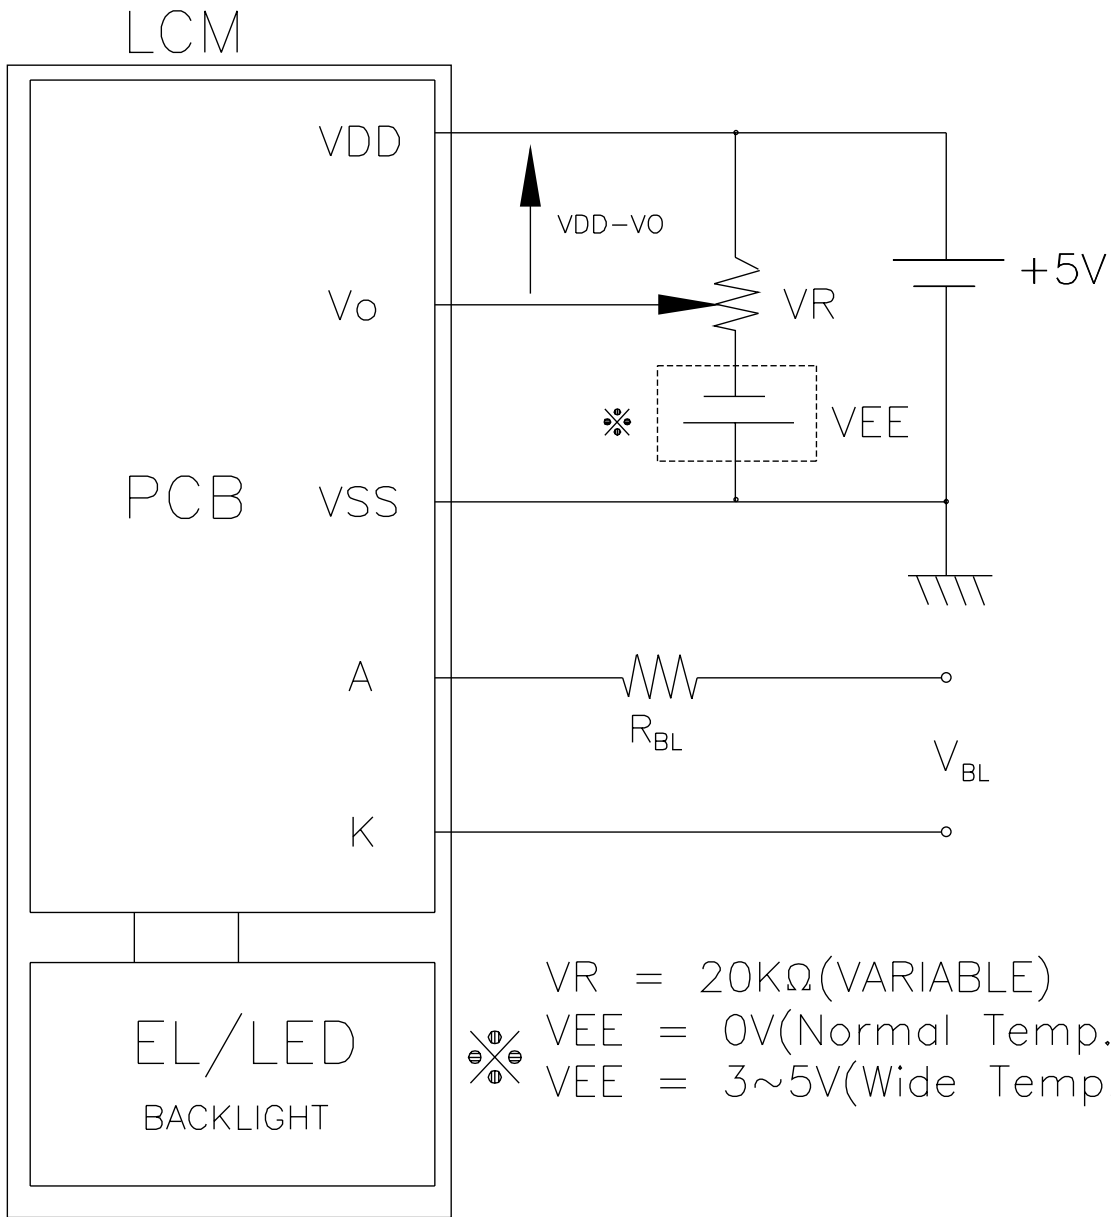 LCM
VDD
VDD-VO
+5V
Vo
VR
※
VEE
PCB
VSS
A
RBL
VBL
K
VR = 20KΩ(VARIABLE)
※ VEE = 0V(Normal Temp.
VEE = 3~5V(Wide Temp
EL/LED
BACKLIGHT